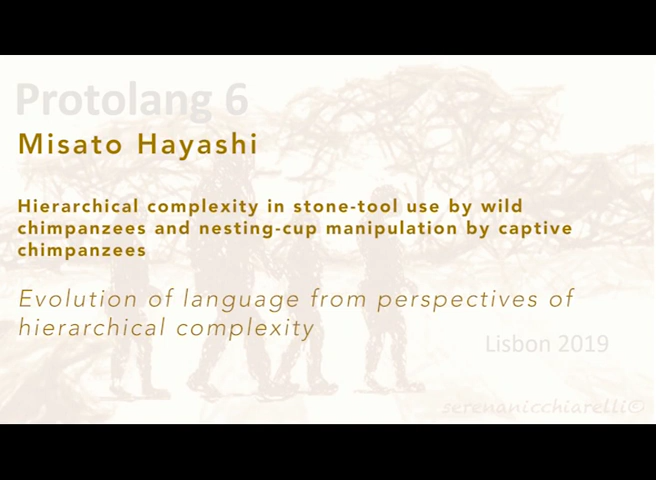 Protolang 6
Misato Hayashi
Hierarchical complexity in stone-tool use by wild
chimpanzees and nesting-cup manipulation by captive
chimpanzees
Evolution of language from perspectives of
hierarchical complexity
Lisbon 2019
serenanicchiarelli©